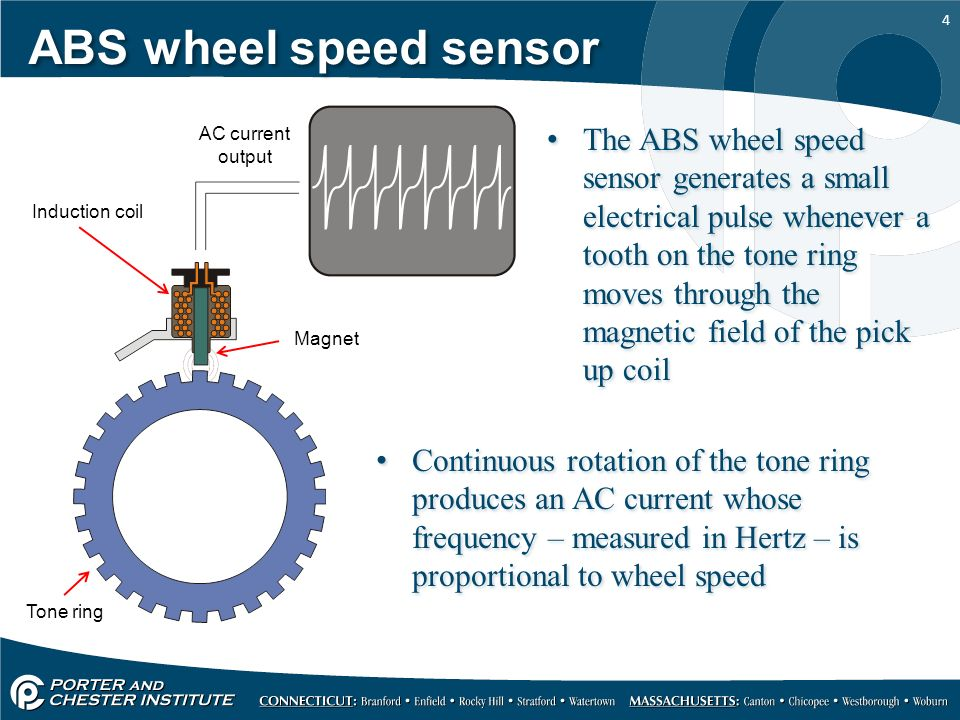 4
ABS wheel speed sensor
AC current
output
Induction coil
Magnet
Tone ring
• The ABS wheel speed
sensor generates a small
electrical pulse whenever a
tooth on the tone ring
moves through the
magnetic field of the pick
up coil
• Continuous rotation of the tone ring
produces an AC current whose
frequency – measured in Hertz – is
proportional to wheel speed
PORTER AND
CHESTER INSTITUTE
CONNECTICUT: Branford • Enfield • Rocky Hill • Stratford • Watertown MASSACHUSETTS: Canton • Chicopee • Westborough • Woburn